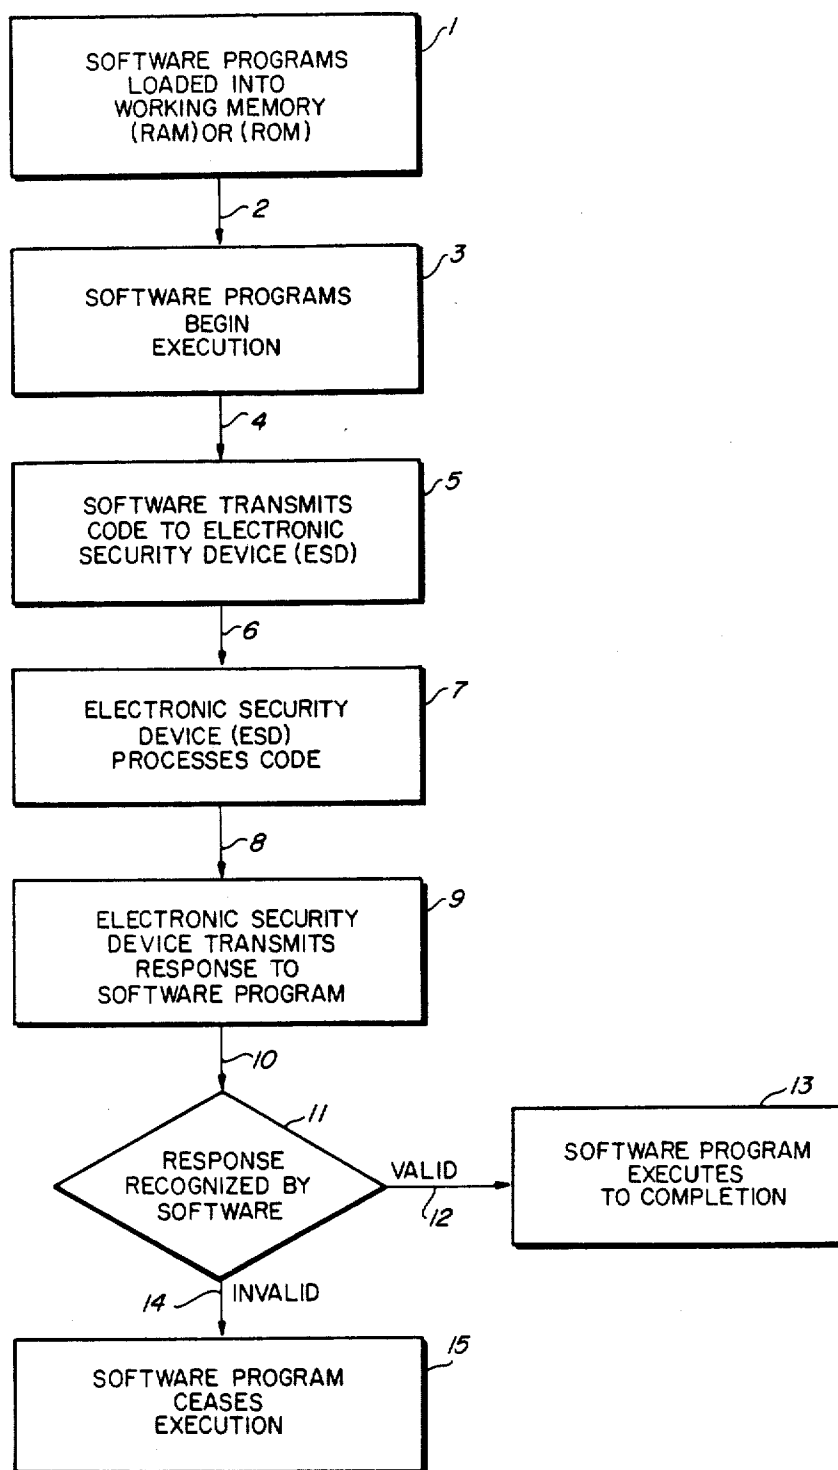 1
SOFTWARE PROGRAMS
LOADED INTO
WORKING MEMORY
(RAM) OR (ROM)
2
3
SOFTWARE PROGRAMS
BEGIN
EXECUTION
4
5
SOFTWARE TRANSMITS
CODE TO ELECTRONIC
SECURITY DEVICE (ESD)
6
7
ELECTRONIC SECURITY
DEVICE (ESD)
PROCESSES CODE
8
9
ELECTRONIC SECURITY
DEVICE TRANSMITS
RESPONSE TO
SOFTWARE PROGRAM
10
11
RESPONSE
RECOGNIZED BY
SOFTWARE
VALID
12
13
SOFTWARE PROGRAM
EXECUTES
TO COMPLETION
14
INVALID
15
SOFTWARE PROGRAM
CEASES
EXECUTION